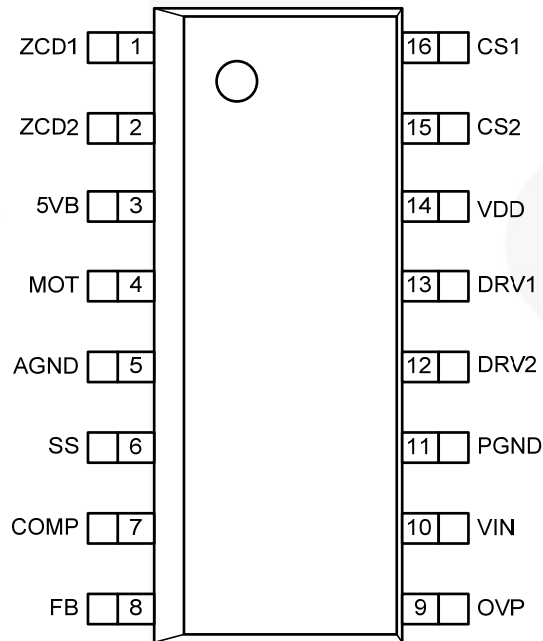 ZCD1 1 16 CS1
ZCD2 2 15 CS2
5VB 3 14 VDD
MOT 4 13 DRV1
AGND 5 12 DRV2
SS 6 11 PGND
COMP 7 10 VIN
FB 8 9 OVP